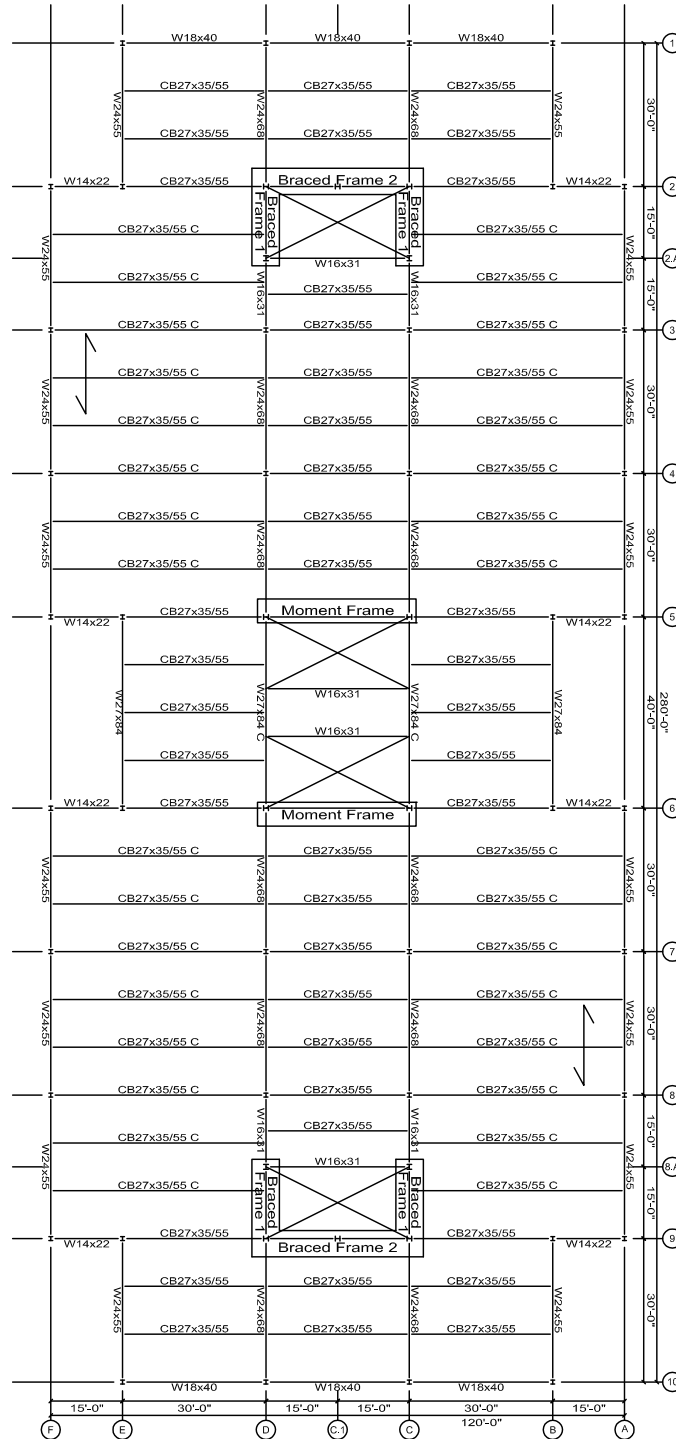 W18x40 W18x40 W18x40 1
CB27x35/55 CB27x35/55 CB27x35/55
W24x55 W24x68 W24x68 W24x55 30'-0"
CB27x35/55 CB27x35/55 CB27x35/55
W14x22 CB27x35/55 Braced Frame 2 CB27x35/55 W14x22 2
Braced Frame 1 Braced Frame 1 15'-0"
CB27x35/55 C CB27x35/55 C
W24x55 W16x31 W24x55 2.A
CB27x35/55 C W16x31 CB27x35/55 W16x31 CB27x35/55 C 15'-0"
CB27x35/55 C CB27x35/55 CB27x35/55 C 3
CB27x35/55 C CB27x35/55 CB27x35/55 C
W24x55 W24x68 W24x68 W24x55 30'-0"
CB27x35/55 C CB27x35/55 CB27x35/55 C
CB27x35/55 C CB27x35/55 CB27x35/55 C 4
CB27x35/55 C CB27x35/55 CB27x35/55 C
W24x55 W24x68 W24x68 W24x55 30'-0"
CB27x35/55 C CB27x35/55 CB27x35/55 C
W14x22 CB27x35/55 Moment Frame CB27x35/55 W14x22 5
CB27x35/55 CB27x35/55
W16x31
W27x84 CB27x35/55 W27x84 C W27x84 C CB27x35/55 W27x84 40'-0" 280'-0"
W16x31
CB27x35/55 CB27x35/55
W14x22 CB27x35/55 Moment Frame CB27x35/55 W14x22 6
CB27x35/55 C CB27x35/55 CB27x35/55 C
W24x55 W24x68 W24x68 W24x55 30'-0"
CB27x35/55 C CB27x35/55 CB27x35/55 C
CB27x35/55 C CB27x35/55 CB27x35/55 C 7
CB27x35/55 C CB27x35/55 CB27x35/55 C
W24x55 W24x68 W24x68 W24x55 30'-0"
CB27x35/55 C CB27x35/55 CB27x35/55 C
CB27x35/55 C CB27x35/55 CB27x35/55 C 8
W16x31 CB27x35/55 W16x31 15'-0"
CB27x35/55 C CB27x35/55 C
W24x55 W16x31 W24x55 8.A
CB27x35/55 C Braced Frame 1 Braced Frame 1 CB27x35/55 C 15'-0"
W14x22 CB27x35/55 Braced Frame 2 CB27x35/55 W14x22 9
CB27x35/55 CB27x35/55 CB27x35/55
W24x55 W24x68 W24x68 W24x55 30'-0"
CB27x35/55 CB27x35/55 CB27x35/55
W18x40 W18x40 W18x40 10
15'-0" 30'-0" 15'-0" 15'-0" 30'-0" 15'-0"
120'-0"
F E D C.1 C B A